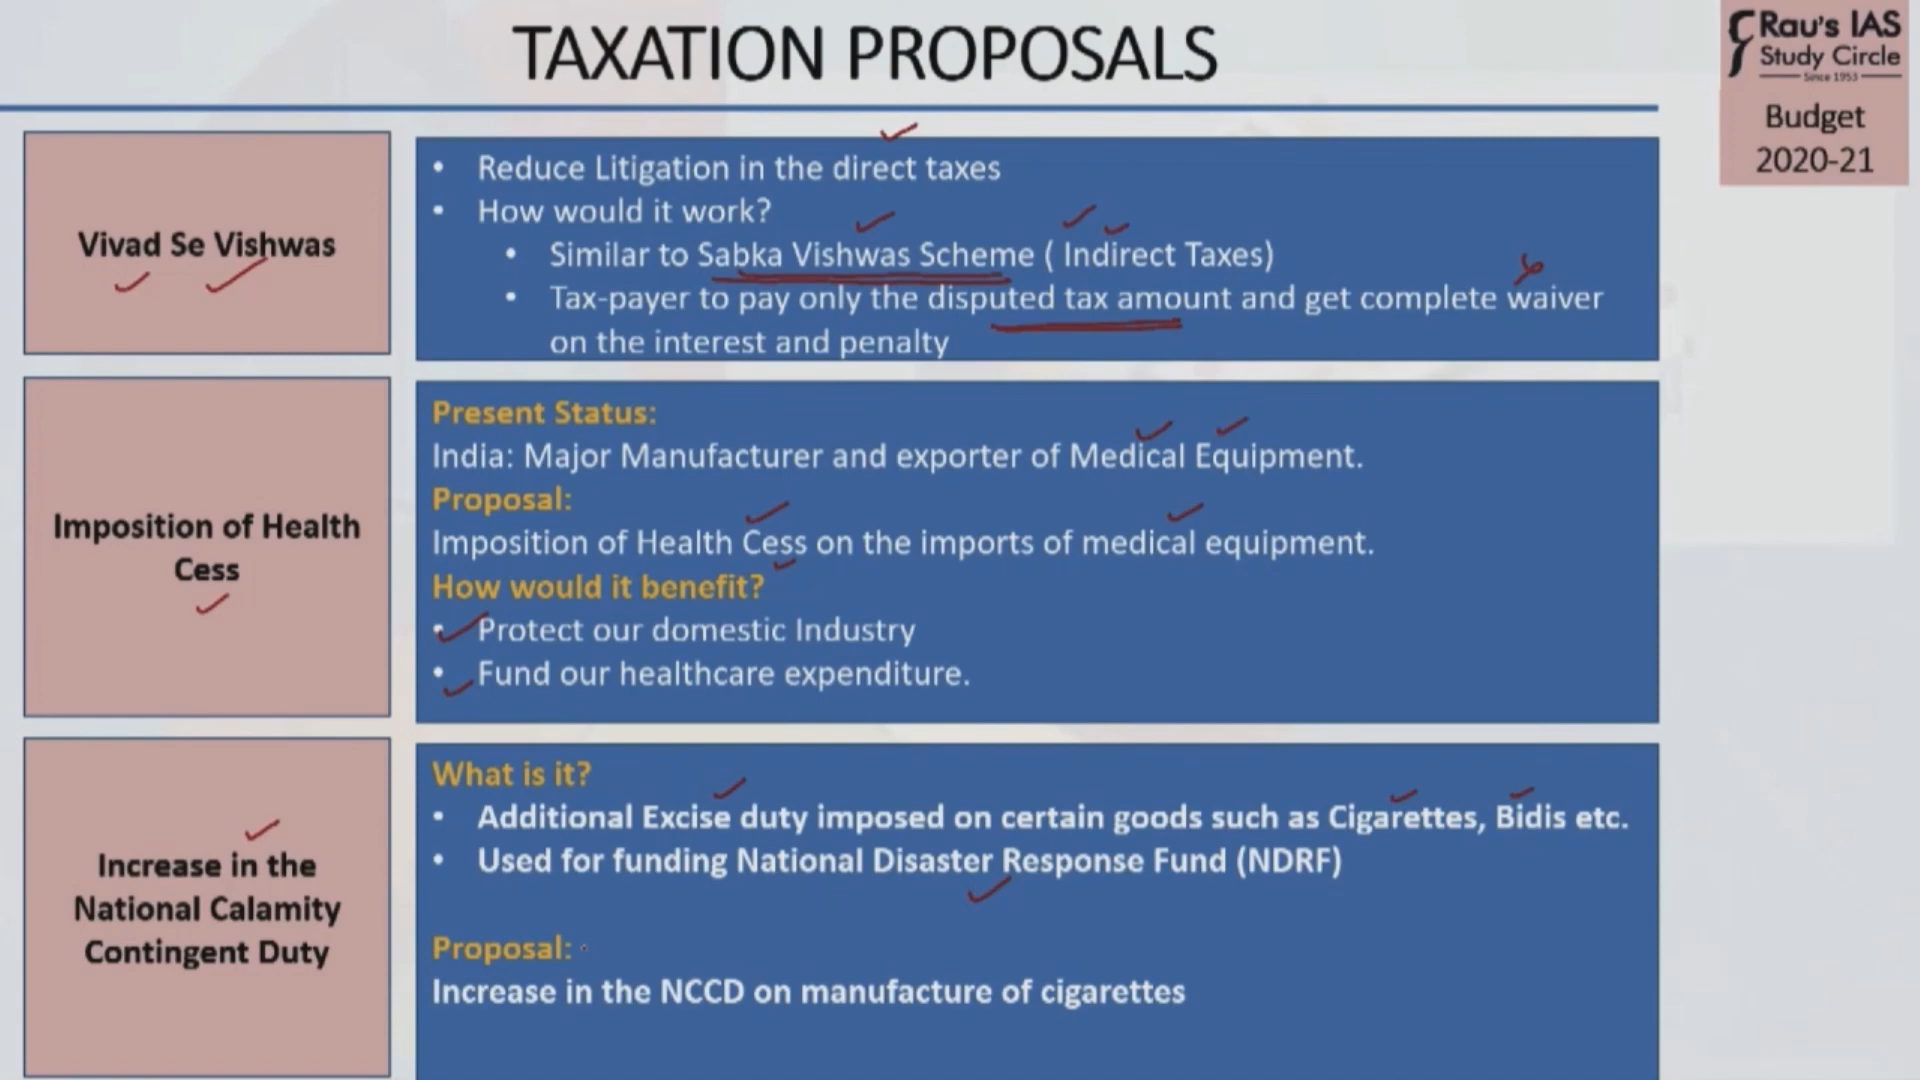 TAXATION PROPOSALS
Rau's IAS
Study Circle
Since 1953
Budget
2020-21
Vivad Se Vishwas
• Reduce Litigation in the direct taxes
• How would it work?
• Similar to Sabka Vishwas Scheme ( Indirect Taxes)
• Tax-payer to pay only the disputed tax amount and get complete waiver
on the interest and penalty
Imposition of Health
Cess
Present Status:
India: Major Manufacturer and exporter of Medical Equipment.
Proposal:
Imposition of Health Cess on the imports of medical equipment.
How would it benefit?
• Protect our domestic Industry
• Fund our healthcare expenditure.
Increase in the
National Calamity
Contingent Duty
What is it?
• Additional Excise duty imposed on certain goods such as Cigarettes, Bidis etc.
• Used for funding National Disaster Response Fund (NDRF)
Proposal:
Increase in the NCCD on manufacture of cigarettes